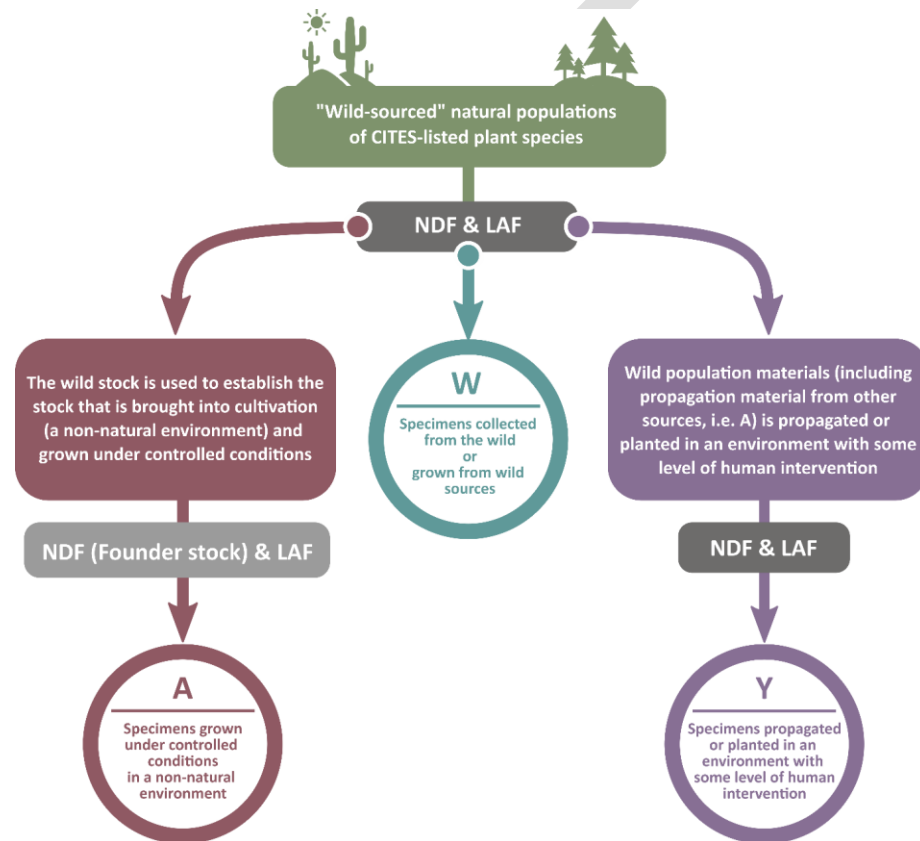 "Wild-sourced" natural populations
of CITES-listed plant species
NDF & LAF
The wild stock is used to establish the
stock that is brought into cultivation
(a non-natural environment) and
grown under controlled conditions
W
Specimens collected
from the wild
or
grown from wild
sources
Wild population materials (including
propagation material from other
sources, i.e. A) is propagated or
planted in an environment with some
level of human intervention
NDF (Founder stock) & LAF
NDF & LAF
A
Specimens grown
under controlled
conditions
in a non-natural
environment
Y
Specimens propagated
or planted in an
environment with
some level of human
intervention